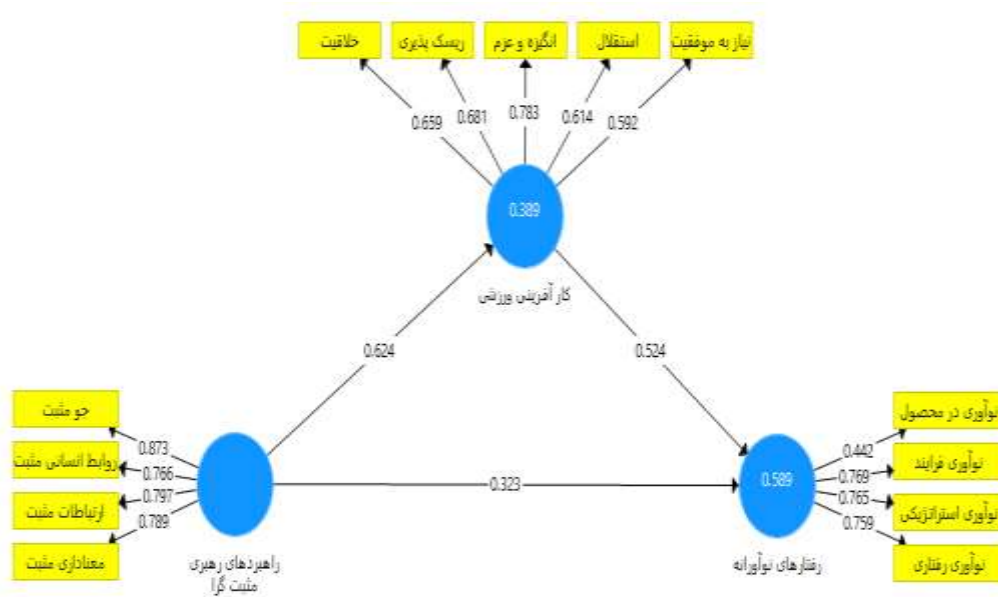 خلاقیت
ریسک پذیری
انگیزه و عزم
استقلال
نیاز به موفقیت
0.659
0.681
0.783
0.614
0.592
0.389
کار آفرینی ورزشی
0.624
0.524
جو مثبت
روابط انسانی مثبت
ارتباطات مثبت
معناداری مثبت
0.873
0.766
0.797
0.789
راهبردهای رهبری
مثبت گرا
0.323
0.589
رفتارهای نوآورانه
0.442
0.769
0.765
0.759
نوآوری در محصول
نوآوری فرایند
نوآوری استراتژیکی
نوآوری رفتاری